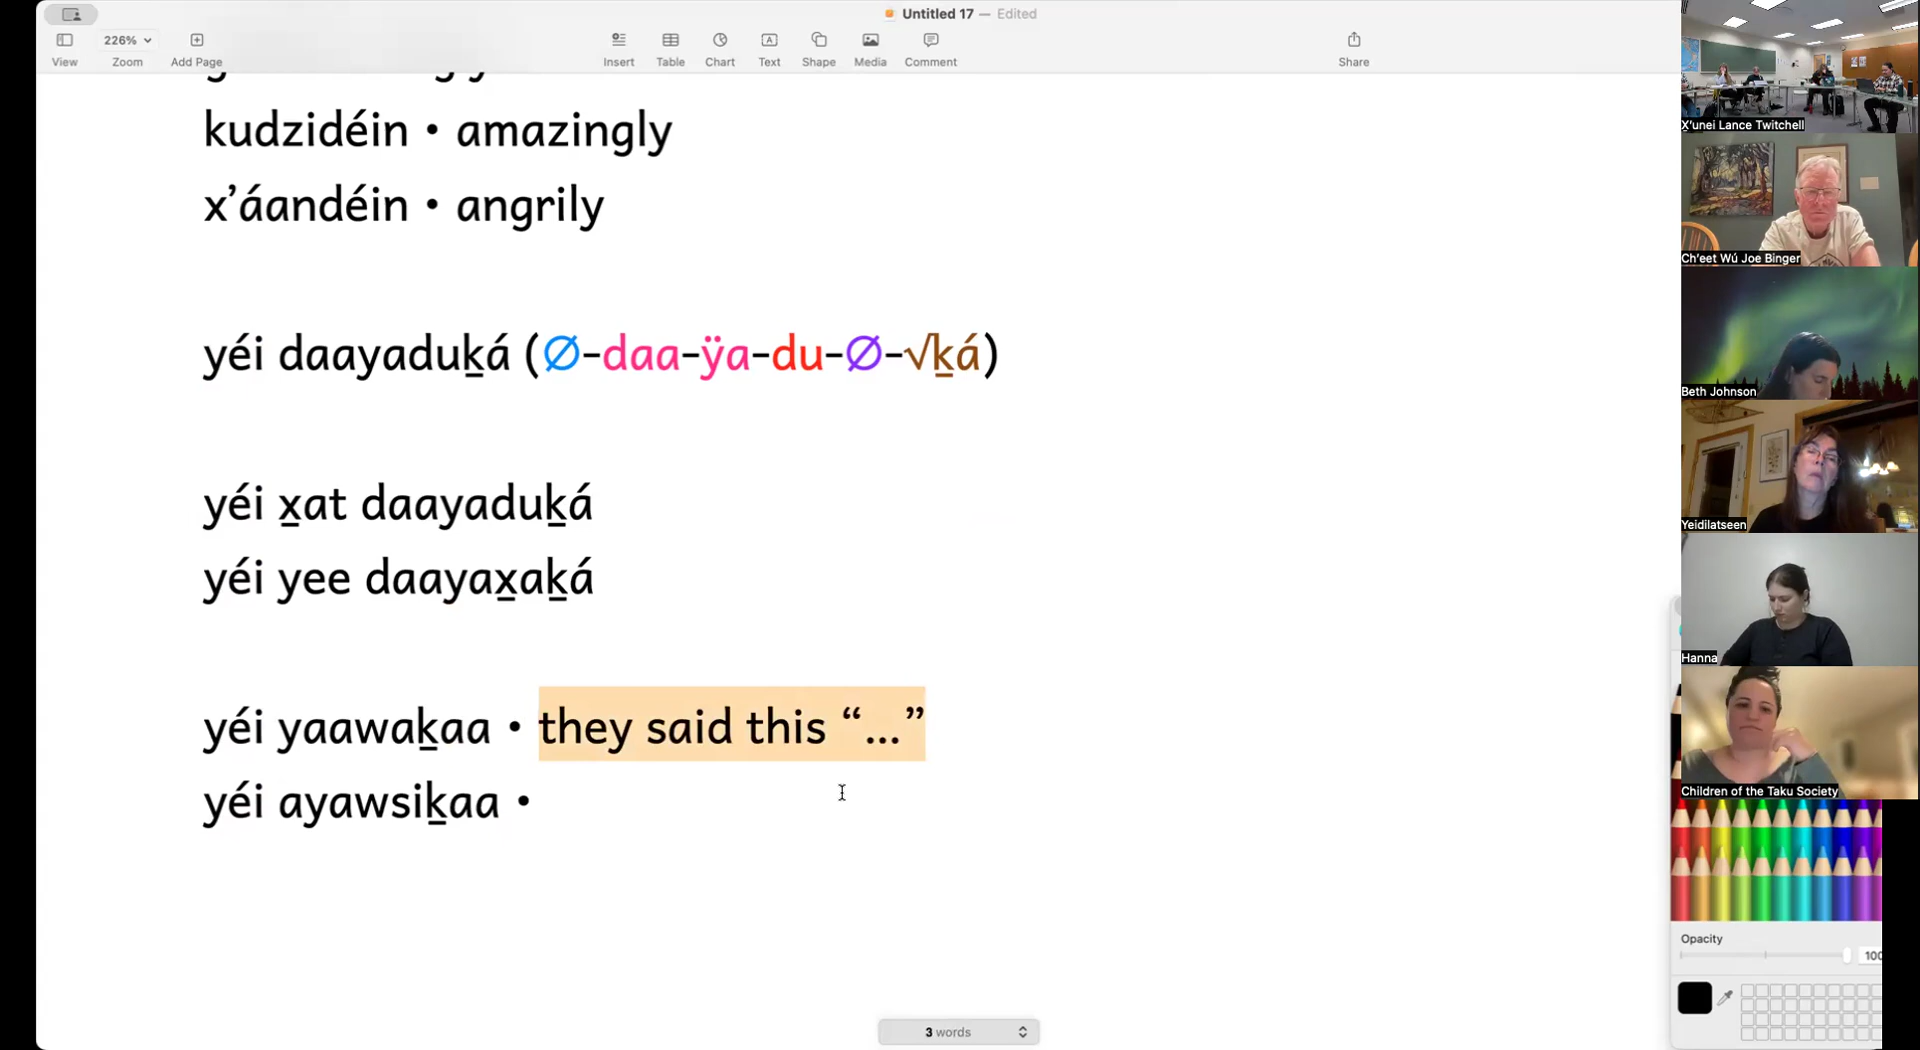 Untitled 17 — Edited
226%
View
Zoom
Add Page
Insert
Table
Chart
Text
Shape
Media
Comment
Share
kudzidéin • amazingly
x’áandéin • angrily
yéi daayaduḵá (∅-daa-ÿa-du-∅-√ḵá)
yéi x̱at daayaduḵá
yéi yee daayax̱aḵá
yéi yaawaḵaa • they said this “…”
yéi ayawsiḵaa •
3 words
X̱’unei Lance Twitchell
Ch’eet Wú Joe Binger
Beth Johnson
Yeidilatseen
Hanna
Children of the Taku Society
Opacity
100